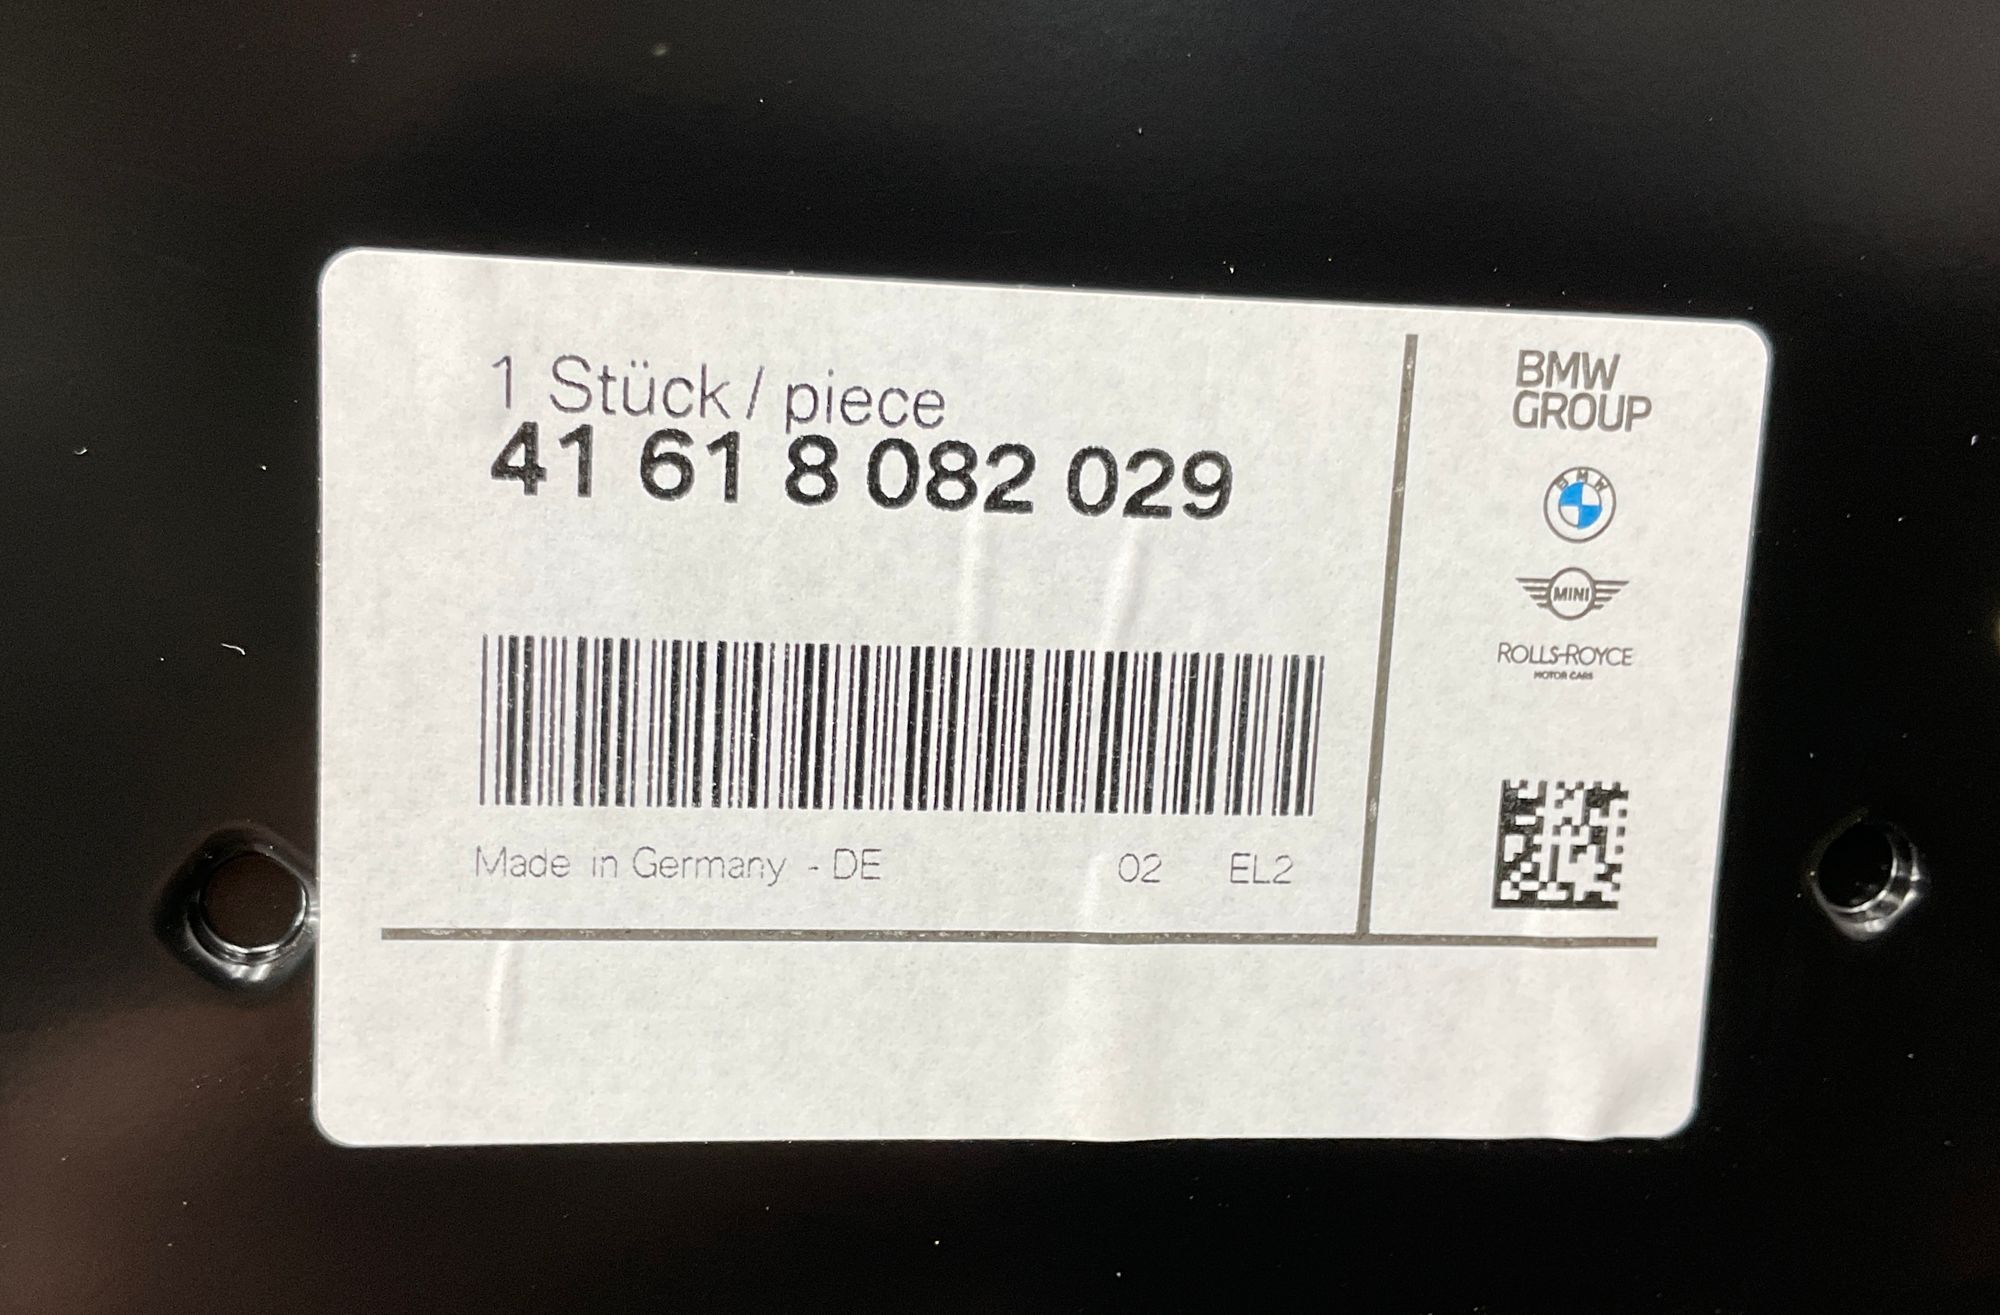 1 Stück / piece
41 61 8 082 029
Made in Germany - DE 02 EL2
BMW
GROUP
BMW
MINI
ROLLS-ROYCE
MOTOR CARS